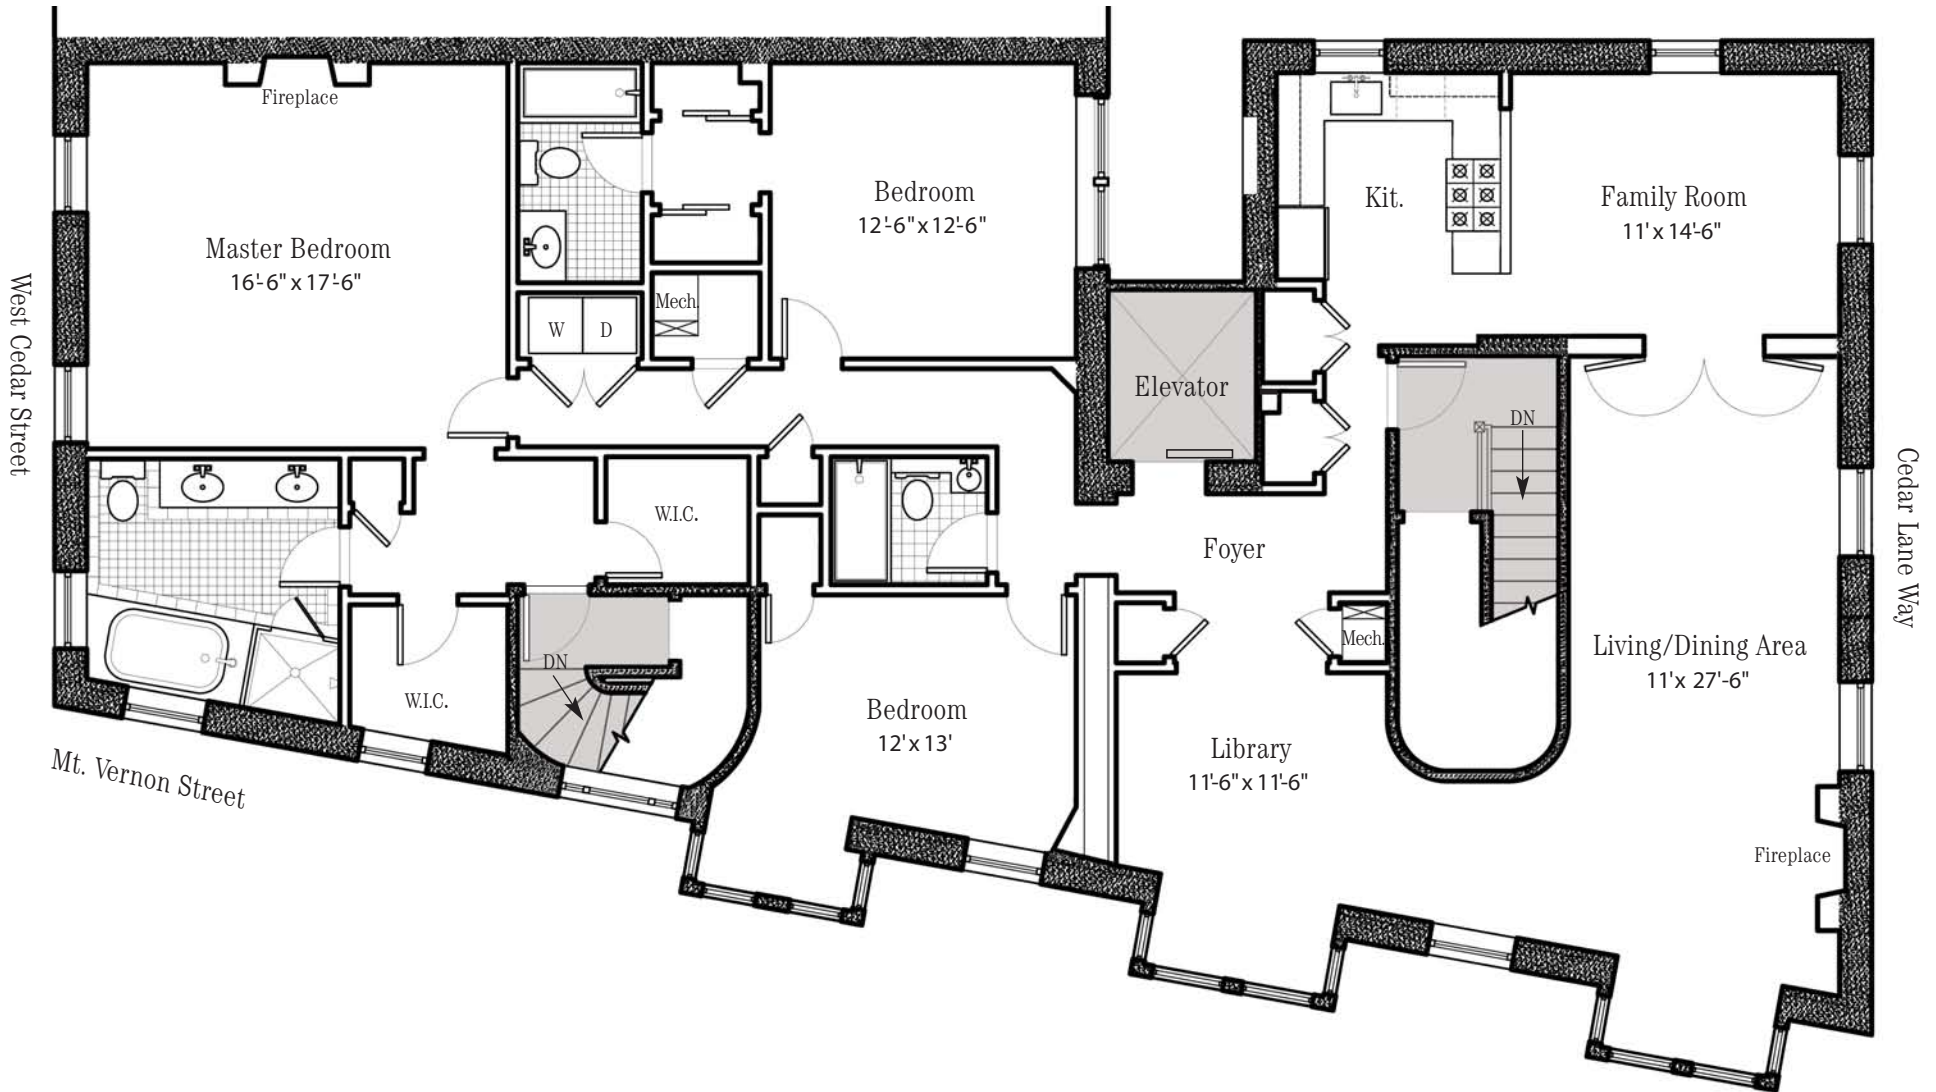 Fireplace
Master Bedroom
16'-6" x 17'-6"
W
D
Mech.
Bedroom
12'-6" x 12'-6"
Kit.
Family Room
11' x 14'-6"
Elevator
DN
West Cedar Street
Cedar Lane Way
W.I.C.
Foyer
Mech.
Living/Dining Area
11' x 27'-6"
DN
W.I.C.
Bedroom
12' x 13'
Library
11'-6" x 11'-6"
Mt. Vernon Street
Fireplace